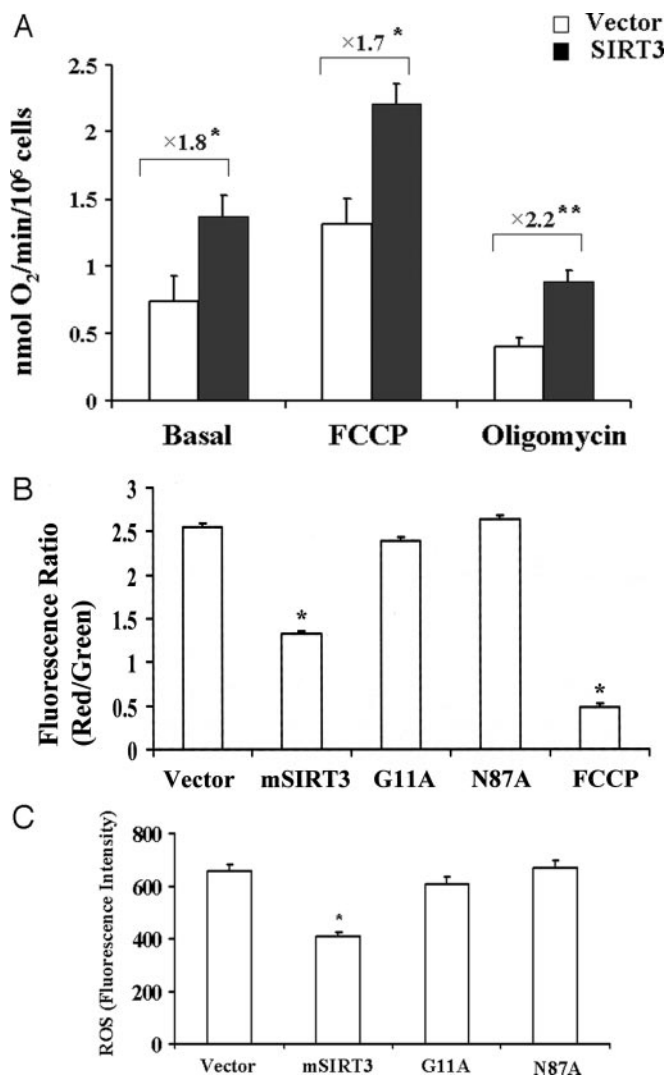 A
Vector
SIRT3
×1.8*
×1.7*
×2.2**
nmol O2/min/10⁶ cells
2.5
2
1.5
1
0.5
0
Basal FCCP Oligomycin
B
Fluorescence Ratio
(Red/Green)
3
2.5
2
1.5
1
0.5
0
*
*
Vector mSIRT3 G11A N87A FCCP
C
ROS (Fluorescence Intensity)
800
600
400
200
0
*
Vector mSIRT3 G11A N87A